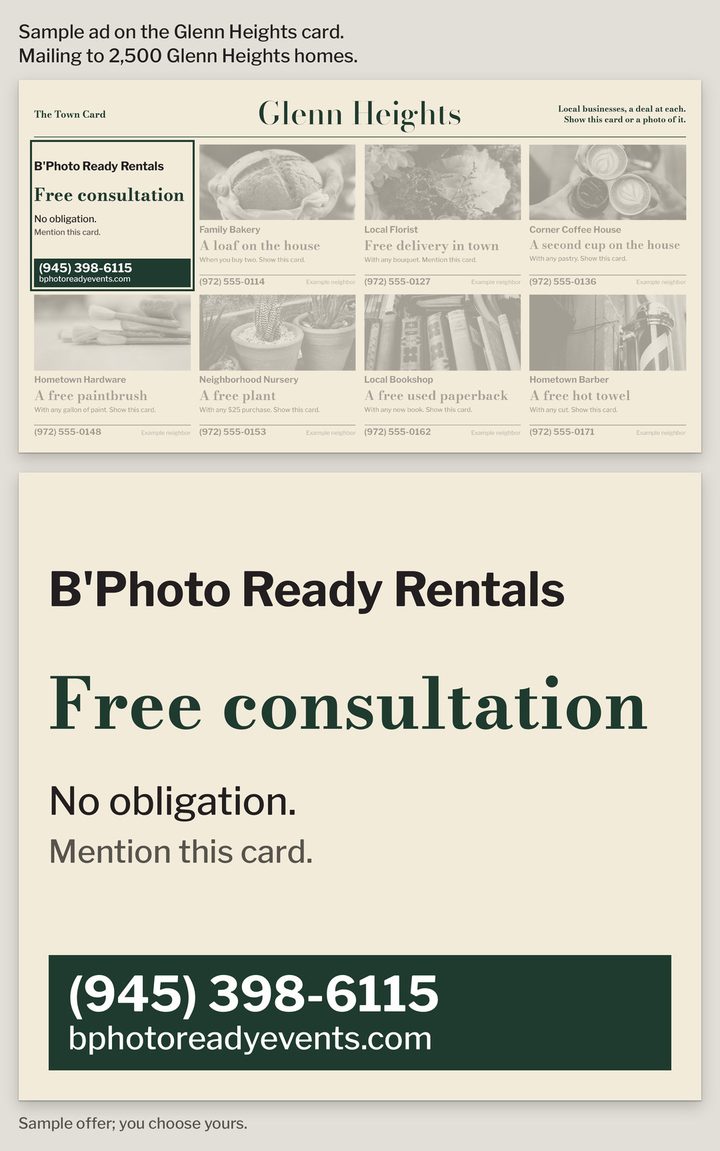 Sample ad on the Glenn Heights card.
Mailing to 2,500 Glenn Heights homes.
The Town Card
Glenn Heights
Local businesses, a deal at each.
Show this card or a photo of it.
B'Photo Ready Rentals
Free consultation
No obligation.
Mention this card.
(945) 398-6115
bphotoreadyevents.com
Family Bakery
A loaf on the house
When you buy two. Show this card.
(972) 555-0114 Example neighbor
Local Florist
Free delivery in town
With any bouquet. Mention this card.
(972) 555-0127 Example neighbor
Corner Coffee House
A second cup on the house
With any pastry. Show this card.
(972) 555-0136 Example neighbor
Hometown Hardware
A free paintbrush
With any gallon of paint. Show this card.
(972) 555-0148 Example neighbor
Neighborhood Nursery
A free plant
With any $25 purchase. Show this card.
(972) 555-0153 Example neighbor
Local Bookshop
A free used paperback
With any new book. Show this card.
(972) 555-0162 Example neighbor
Hometown Barber
A free hot towel
With any cut. Show this card.
(972) 555-0171 Example neighbor
B'Photo Ready Rentals
Free consultation
No obligation.
Mention this card.
(945) 398-6115
bphotoreadyevents.com
Sample offer; you choose yours.